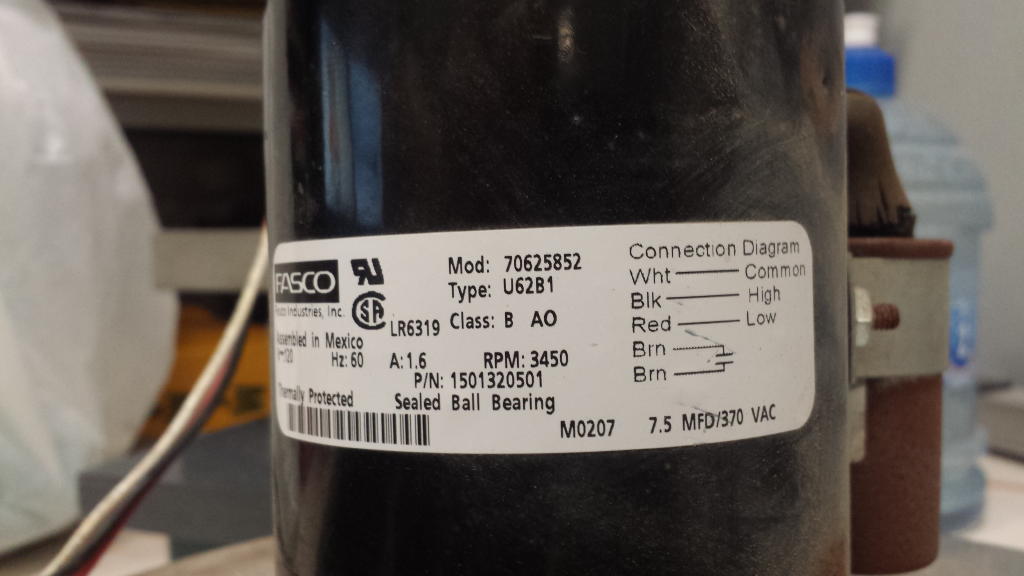 FASCO
Industries, Inc.
LR6319
Assembled in Mexico
Hz: 60
A: 1.6
RPM: 3450
P/N: 1501320501
Thermally Protected
Sealed Ball Bearing
Mod: 70625852
Type: U62B1
Class: B AO
Connection Diagram
Wht Common
Blk High
Red Low
Brn
Brn
M0207 7.5 MFD/370 VAC